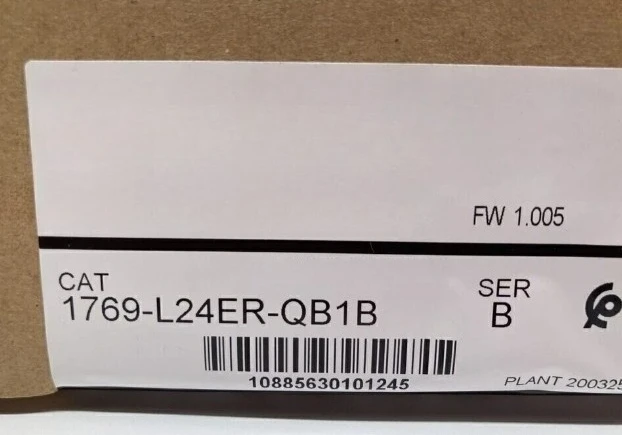 FW 1.005
CAT
1769-L24ER-QB1B
SER
B
10885630101245
PLANT 200325